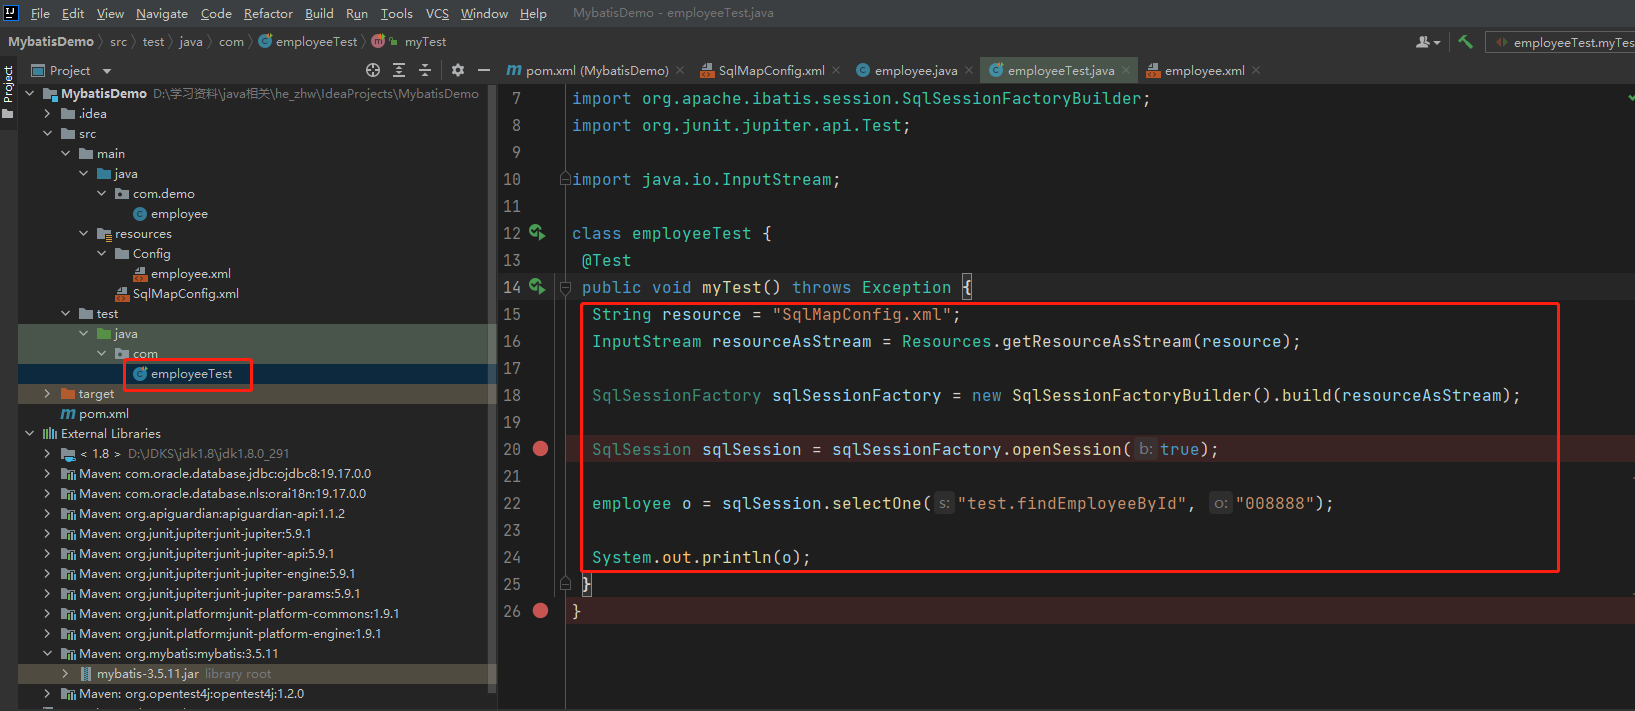 File Edit View Navigate Code Refactor Build Run Tools VCS Window Help MybatisDemo - employeeTest.java
MybatisDemo src test java com employeeTest myTest employeeTest.myTes
Project
Project
pom.xml (MybatisDemo) SqlMapConfig.xml employee.java employeeTest.java employee.xml
MybatisDemo D:\学习资料\java相关\he_zhw\IdeaProjects\MybatisDemo
.idea
src
main
java
com.demo
employee
resources
Config
employee.xml
SqlMapConfig.xml
test
java
com
employeeTest
target
pom.xml
External Libraries
< 1.8 > D:\JDKS\jdk1.8\jdk1.8.0_291
Maven: com.oracle.database.jdbc:ojdbc8:19.17.0.0
Maven: com.oracle.database.nls:orai18n:19.17.0.0
Maven: org.apiguardian:apiguardian-api:1.1.2
Maven: org.junit.jupiter:junit-jupiter:5.9.1
Maven: org.junit.jupiter:junit-jupiter-api:5.9.1
Maven: org.junit.jupiter:junit-jupiter-engine:5.9.1
Maven: org.junit.jupiter:junit-jupiter-params:5.9.1
Maven: org.junit.platform:junit-platform-commons:1.9.1
Maven: org.junit.platform:junit-platform-engine:1.9.1
Maven: org.mybatis:mybatis:3.5.11
mybatis-3.5.11.jar library root
Maven: org.opentest4j:opentest4j:1.2.0
7 import org.apache.ibatis.session.SqlSessionFactoryBuilder;
8 import org.junit.jupiter.api.Test;
9
10 import java.io.InputStream;
11
12 class employeeTest {
13 @Test
14 public void myTest() throws Exception {
15 String resource = "SqlMapConfig.xml";
16 InputStream resourceAsStream = Resources.getResourceAsStream(resource);
17
18 SqlSessionFactory sqlSessionFactory = new SqlSessionFactoryBuilder().build(resourceAsStream);
19
20 SqlSession sqlSession = sqlSessionFactory.openSession( b: true);
21
22 employee o = sqlSession.selectOne( s: "test.findEmployeeById", o: "008888");
23
24 System.out.println(o);
25 }
26 }